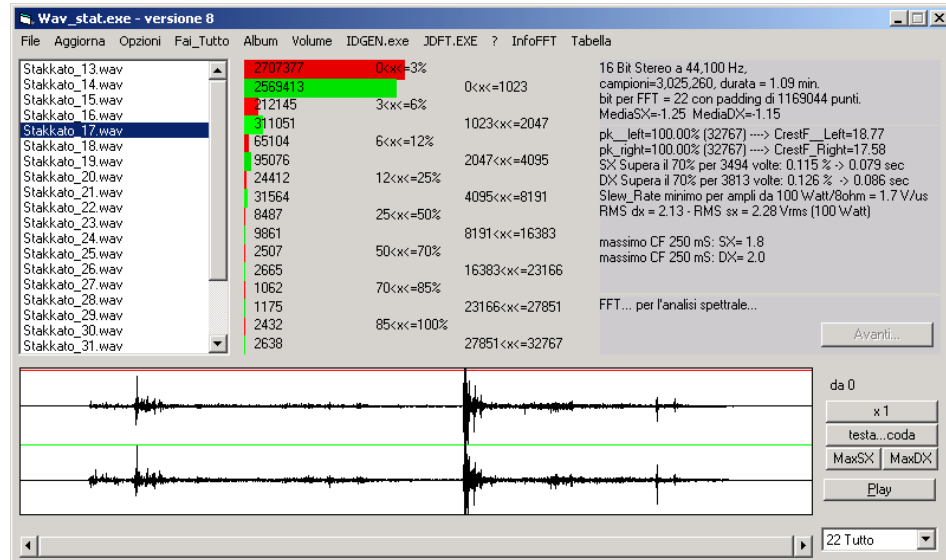 Wav_stat.exe - versione 8
File Aggiorna Opzioni Fai_Tutto Album Volume IDGEN.exe JDFT.EXE ? InfoFFT Tabella
Stakkato_13.wav
Stakkato_14.wav
Stakkato_15.wav
Stakkato_16.wav
Stakkato_17.wav
Stakkato_18.wav
Stakkato_19.wav
Stakkato_20.wav
Stakkato_21.wav
Stakkato_22.wav
Stakkato_23.wav
Stakkato_24.wav
Stakkato_25.wav
Stakkato_26.wav
Stakkato_27.wav
Stakkato_28.wav
Stakkato_29.wav
Stakkato_30.wav
Stakkato_31.wav
2707377 0<x<=3%
2569413 0<x<=1023
212145 3<x<=6%
311051 1023<x<=2047
65104 6<x<=12%
95076 2047<x<=4095
24412 12<x<=25%
31564 4095<x<=8191
8487 25<x<=50%
9861 8191<x<=16383
2507 50<x<=70%
2665 16383<x<=23166
1062 70<x<=85%
1175 23166<x<=27851
2432 85<x<=100%
2638 27851<x<=32767
16 Bit Stereo a 44,100 Hz,
campioni=3,025,260, durata = 1.09 min.
bit per FFT = 22 con padding di 1169044 punti.
MediaSX=-1.25 MediaDX=-1.15
pk__left=100.00% (32767) ----> CrestF__Left=18.77
pk_right=100.00% (32767) ----> CrestF_Right=17.58
SX Supera il 70% per 3494 volte: 0.115 % -> 0.079 sec
DX Supera il 70% per 3813 volte: 0.126 % -> 0.086 sec
Slew_Rate minimo per ampli da 100 Watt/8ohm = 1.7 V/us
RMS dx = 2.13 - RMS sx = 2.28 Vrms (100 Watt)
massimo CF 250 mS: SX= 1.8
massimo CF 250 mS: DX= 2.0
FFT... per l'analisi spettrale...
Avanti...
da 0
x 1
testa...coda
MaxSX MaxDX
Play
22 Tutto